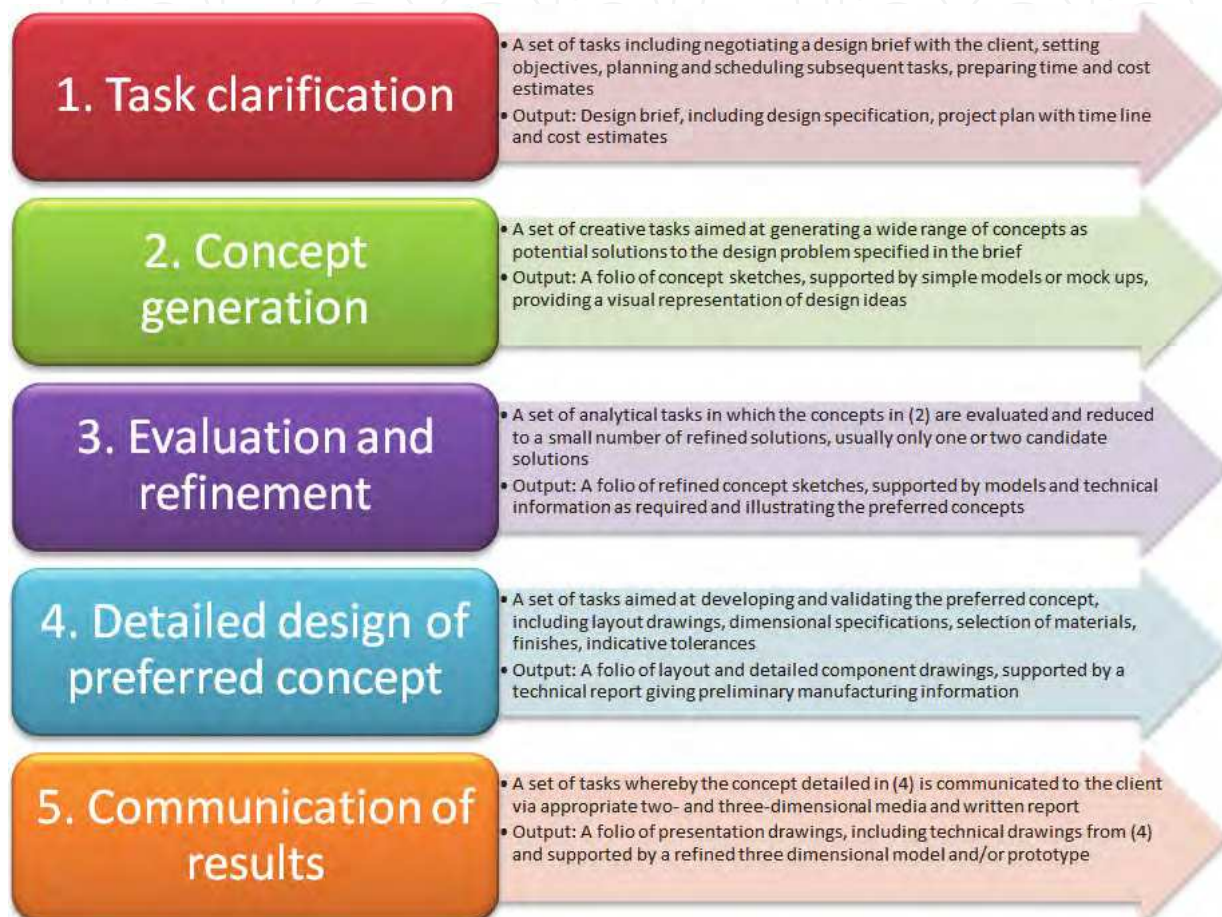 1. Task clarification
• A set of tasks including negotiating a design brief with the client, setting
objectives, planning and scheduling subsequent tasks, preparing time and cost
estimates
• Output: Design brief, including design specification, project plan with time line
and cost estimates
2. Concept
generation
• A set of creative tasks aimed at generating a wide range of concepts as
potential solutions to the design problem specified in the brief
• Output: A folio of concept sketches, supported by simple models or mock ups,
providing a visual representation of design ideas
3. Evaluation and
refinement
• A set of analytical tasks in which the concepts in (2) are evaluated and reduced
to a small number of refined solutions, usually only one or two candidate
solutions
• Output: A folio of refined concept sketches, supported by models and technical
information as required and illustrating the preferred concepts
4. Detailed design of
preferred concept
• A set of tasks aimed at developing and validating the preferred concept,
including layout drawings, dimensional specifications, selection of materials,
finishes, indicative tolerances
• Output: A folio of layout and detailed component drawings, supported by a
technical report giving preliminary manufacturing information
5. Communication of
results
• A set of tasks whereby the concept detailed in (4) is communicated to the client
via appropriate two- and three-dimensional media and written report
• Output: A folio of presentation drawings, including technical drawings from (4)
and supported by a refined three dimensional model and/or prototype